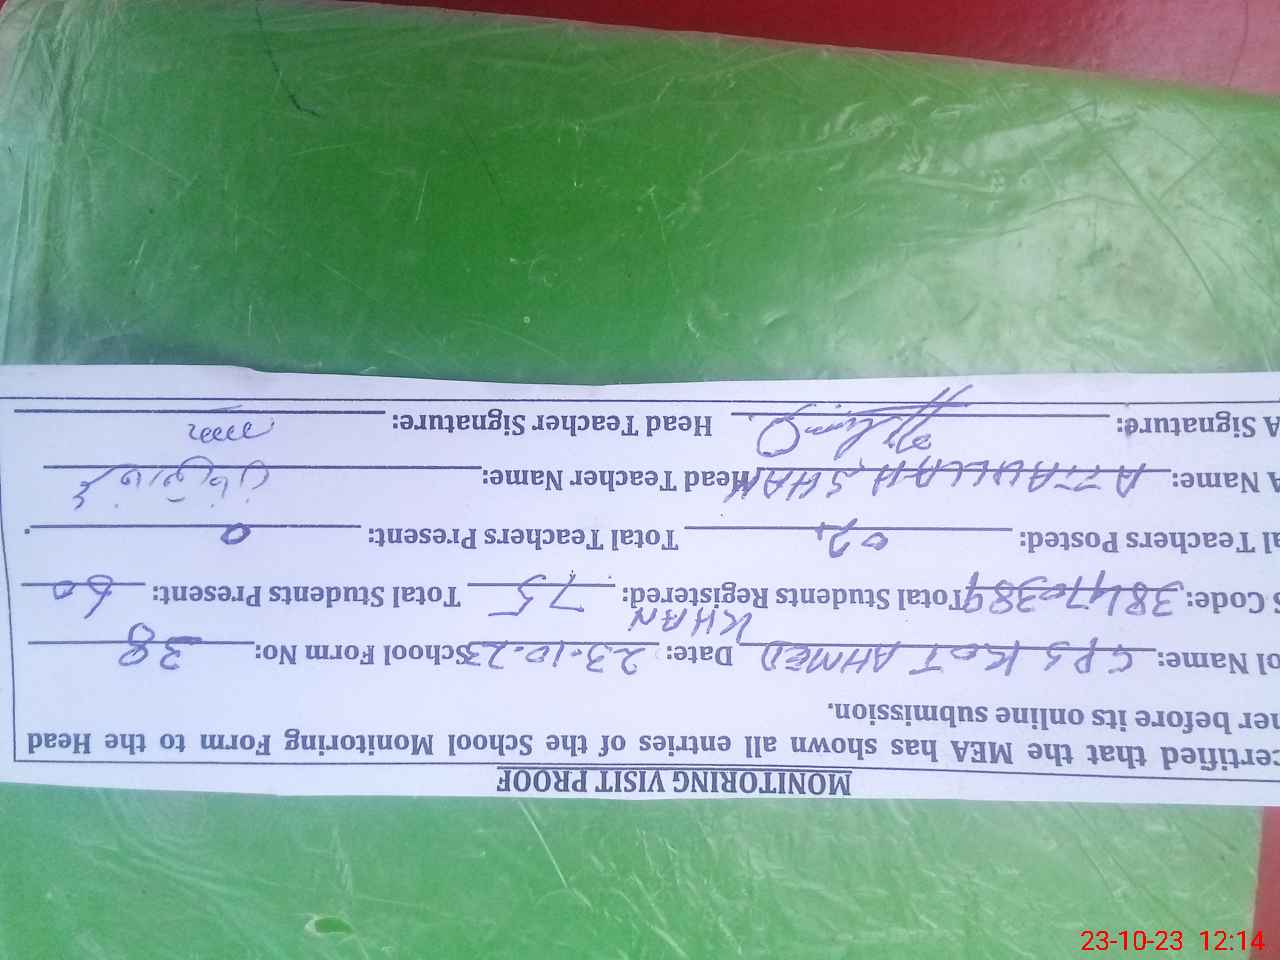 MONITORING VISIT PROOF
ertified that the MEA has shown all entries of the School Monitoring Form to the Head
her before its online submission.
ol Name: GPS KOT AHMED KHAN Date: 23.10.23 School Form No: 38
s Code: 38470389 Total Students Registered: 75 Total Students Present: 60
al Teachers Posted: 02 Total Teachers Present: 0
A Name: ATTAULLAH SHAH Head Teacher Name:
A Signature: Head Teacher Signature:
23-10-23 12:14